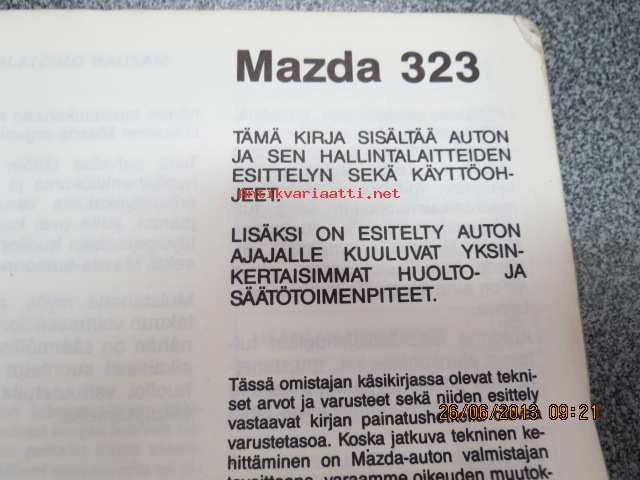 Mazda 323
TÄMÄ KIRJA SISÄLTÄÄ AUTON
JA SEN HALLINTALAITTEIDEN
ESITTELYN SEKÄ KÄYTTÖOH-
JEET.
Antikvariaatti.net
LISÄKSI ON ESITELTY AUTON
AJAJALLE KUULUVAT YKSIN-
KERTAISIMMAT HUOLTO- JA
SÄÄTÖTOIMENPITEET.
Tässä omistajan käsikirjassa olevat tekni-
set arvot ja varusteet sekä niiden esittely
vastaavat kirjan painatushetken
26/06/2013 09:21
varustetasoa. Koska jatkuva tekninen ke-
hittäminen on Mazda-auton valmistajan
tavoitteena, varaamme oikeuden muutok-